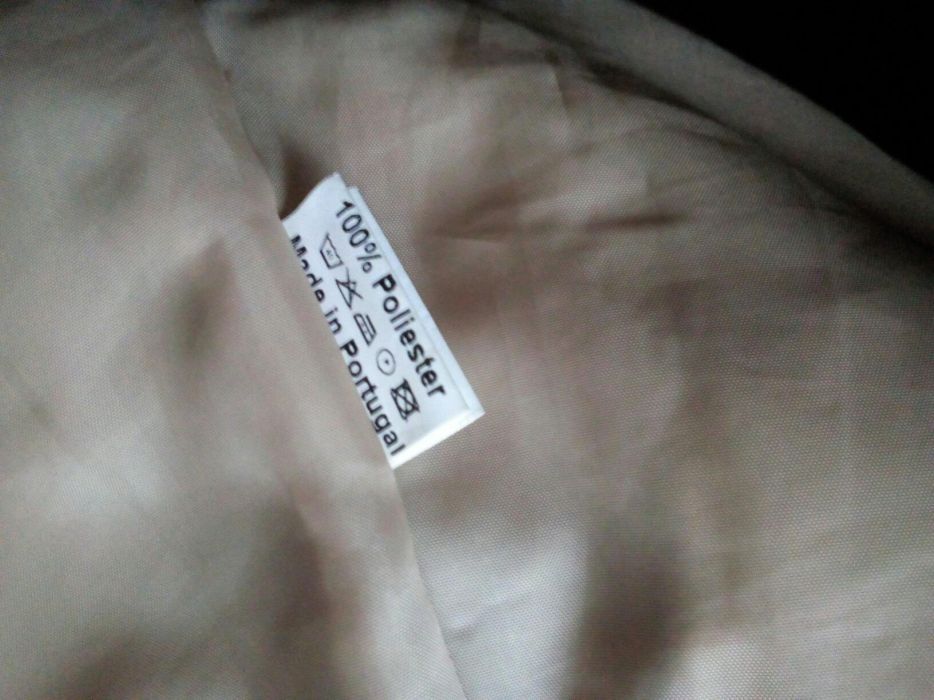 100% Poliester
Made in Portugal